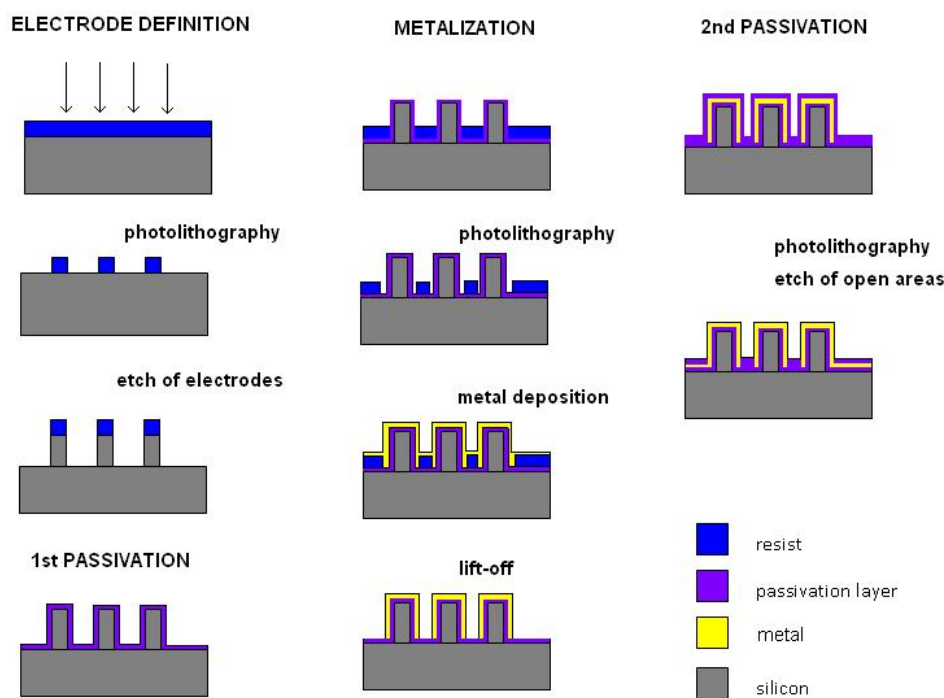 ELECTRODE DEFINITION
photolithography
etch of electrodes
1st PASSIVATION
METALIZATION
photolithography
metal deposition
lift-off
2nd PASSIVATION
photolithography
etch of open areas
resist
passivation layer
metal
silicon